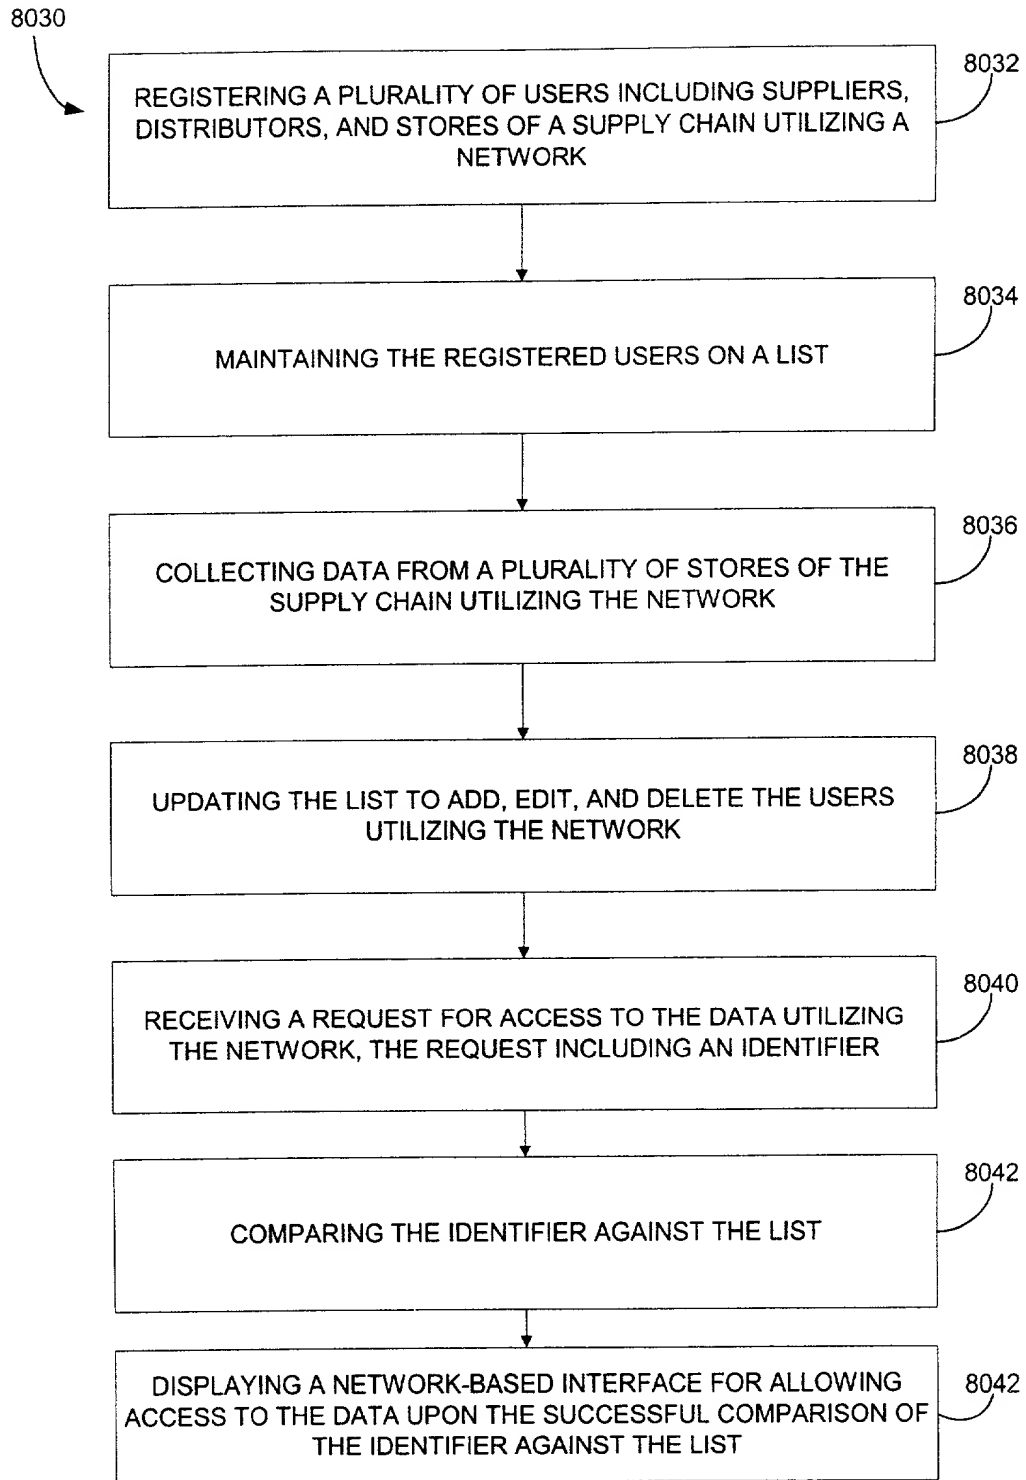 8030
8032
REGISTERING A PLURALITY OF USERS INCLUDING SUPPLIERS,
DISTRIBUTORS, AND STORES OF A SUPPLY CHAIN UTILIZING A
NETWORK
8034
MAINTAINING THE REGISTERED USERS ON A LIST
8036
COLLECTING DATA FROM A PLURALITY OF STORES OF THE
SUPPLY CHAIN UTILIZING THE NETWORK
8038
UPDATING THE LIST TO ADD, EDIT, AND DELETE THE USERS
UTILIZING THE NETWORK
8040
RECEIVING A REQUEST FOR ACCESS TO THE DATA UTILIZING
THE NETWORK, THE REQUEST INCLUDING AN IDENTIFIER
8042
COMPARING THE IDENTIFIER AGAINST THE LIST
8042
DISPLAYING A NETWORK-BASED INTERFACE FOR ALLOWING
ACCESS TO THE DATA UPON THE SUCCESSFUL COMPARISON OF
THE IDENTIFIER AGAINST THE LIST